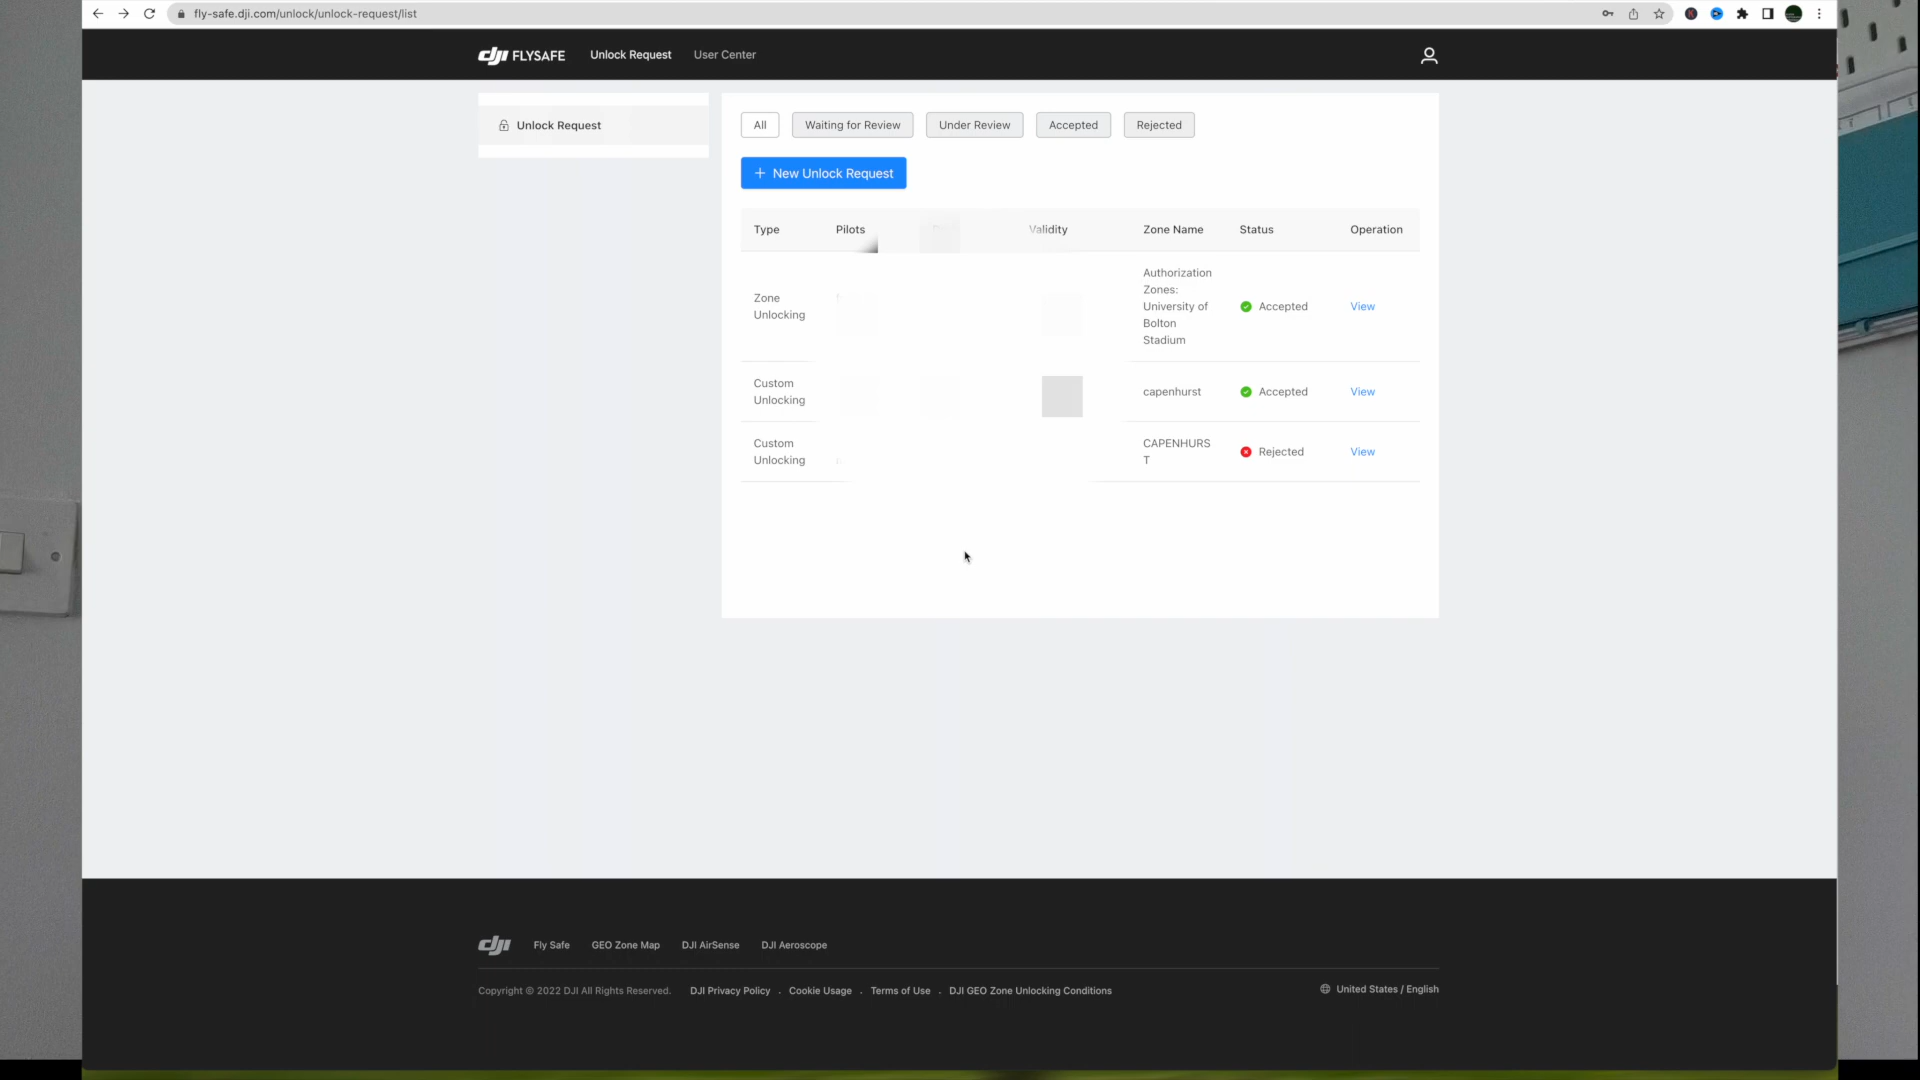 fly-safe.dji.com/unlock/unlock-request/list
dji FLYSAFE Unlock Request User Center
Unlock Request
All Waiting for Review Under Review Accepted Rejected
+ New Unlock Request
Type Pilots Validity Zone Name Status Operation
Zone
Unlocking
Authorization
Zones:
University of
Bolton
Stadium
Accepted View
Custom
Unlocking
capenhurst Accepted View
Custom
Unlocking
CAPENHURS
T
Rejected View
dji Fly Safe GEO Zone Map DJI AirSense DJI Aeroscope
Copyright © 2022 DJI All Rights Reserved. DJI Privacy Policy . Cookie Usage . Terms of Use . DJI GEO Zone Unlocking Conditions United States / English